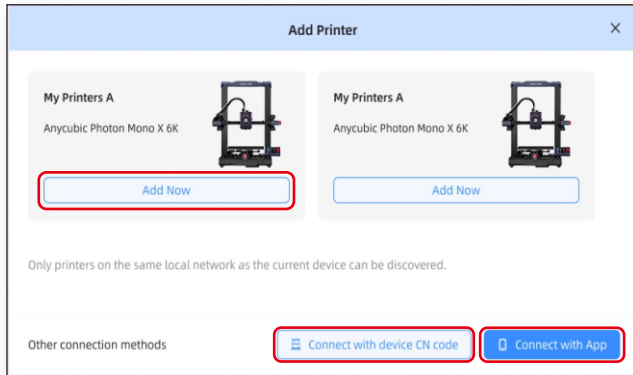 Add Printer
My Printers A
Anycubic Photon Mono X 6K
Add Now
My Printers A
Anycubic Photon Mono X 6K
Add Now
Only printers on the same local network as the current device can be discovered.
Other connection methods
Connect with device CN code
Connect with App